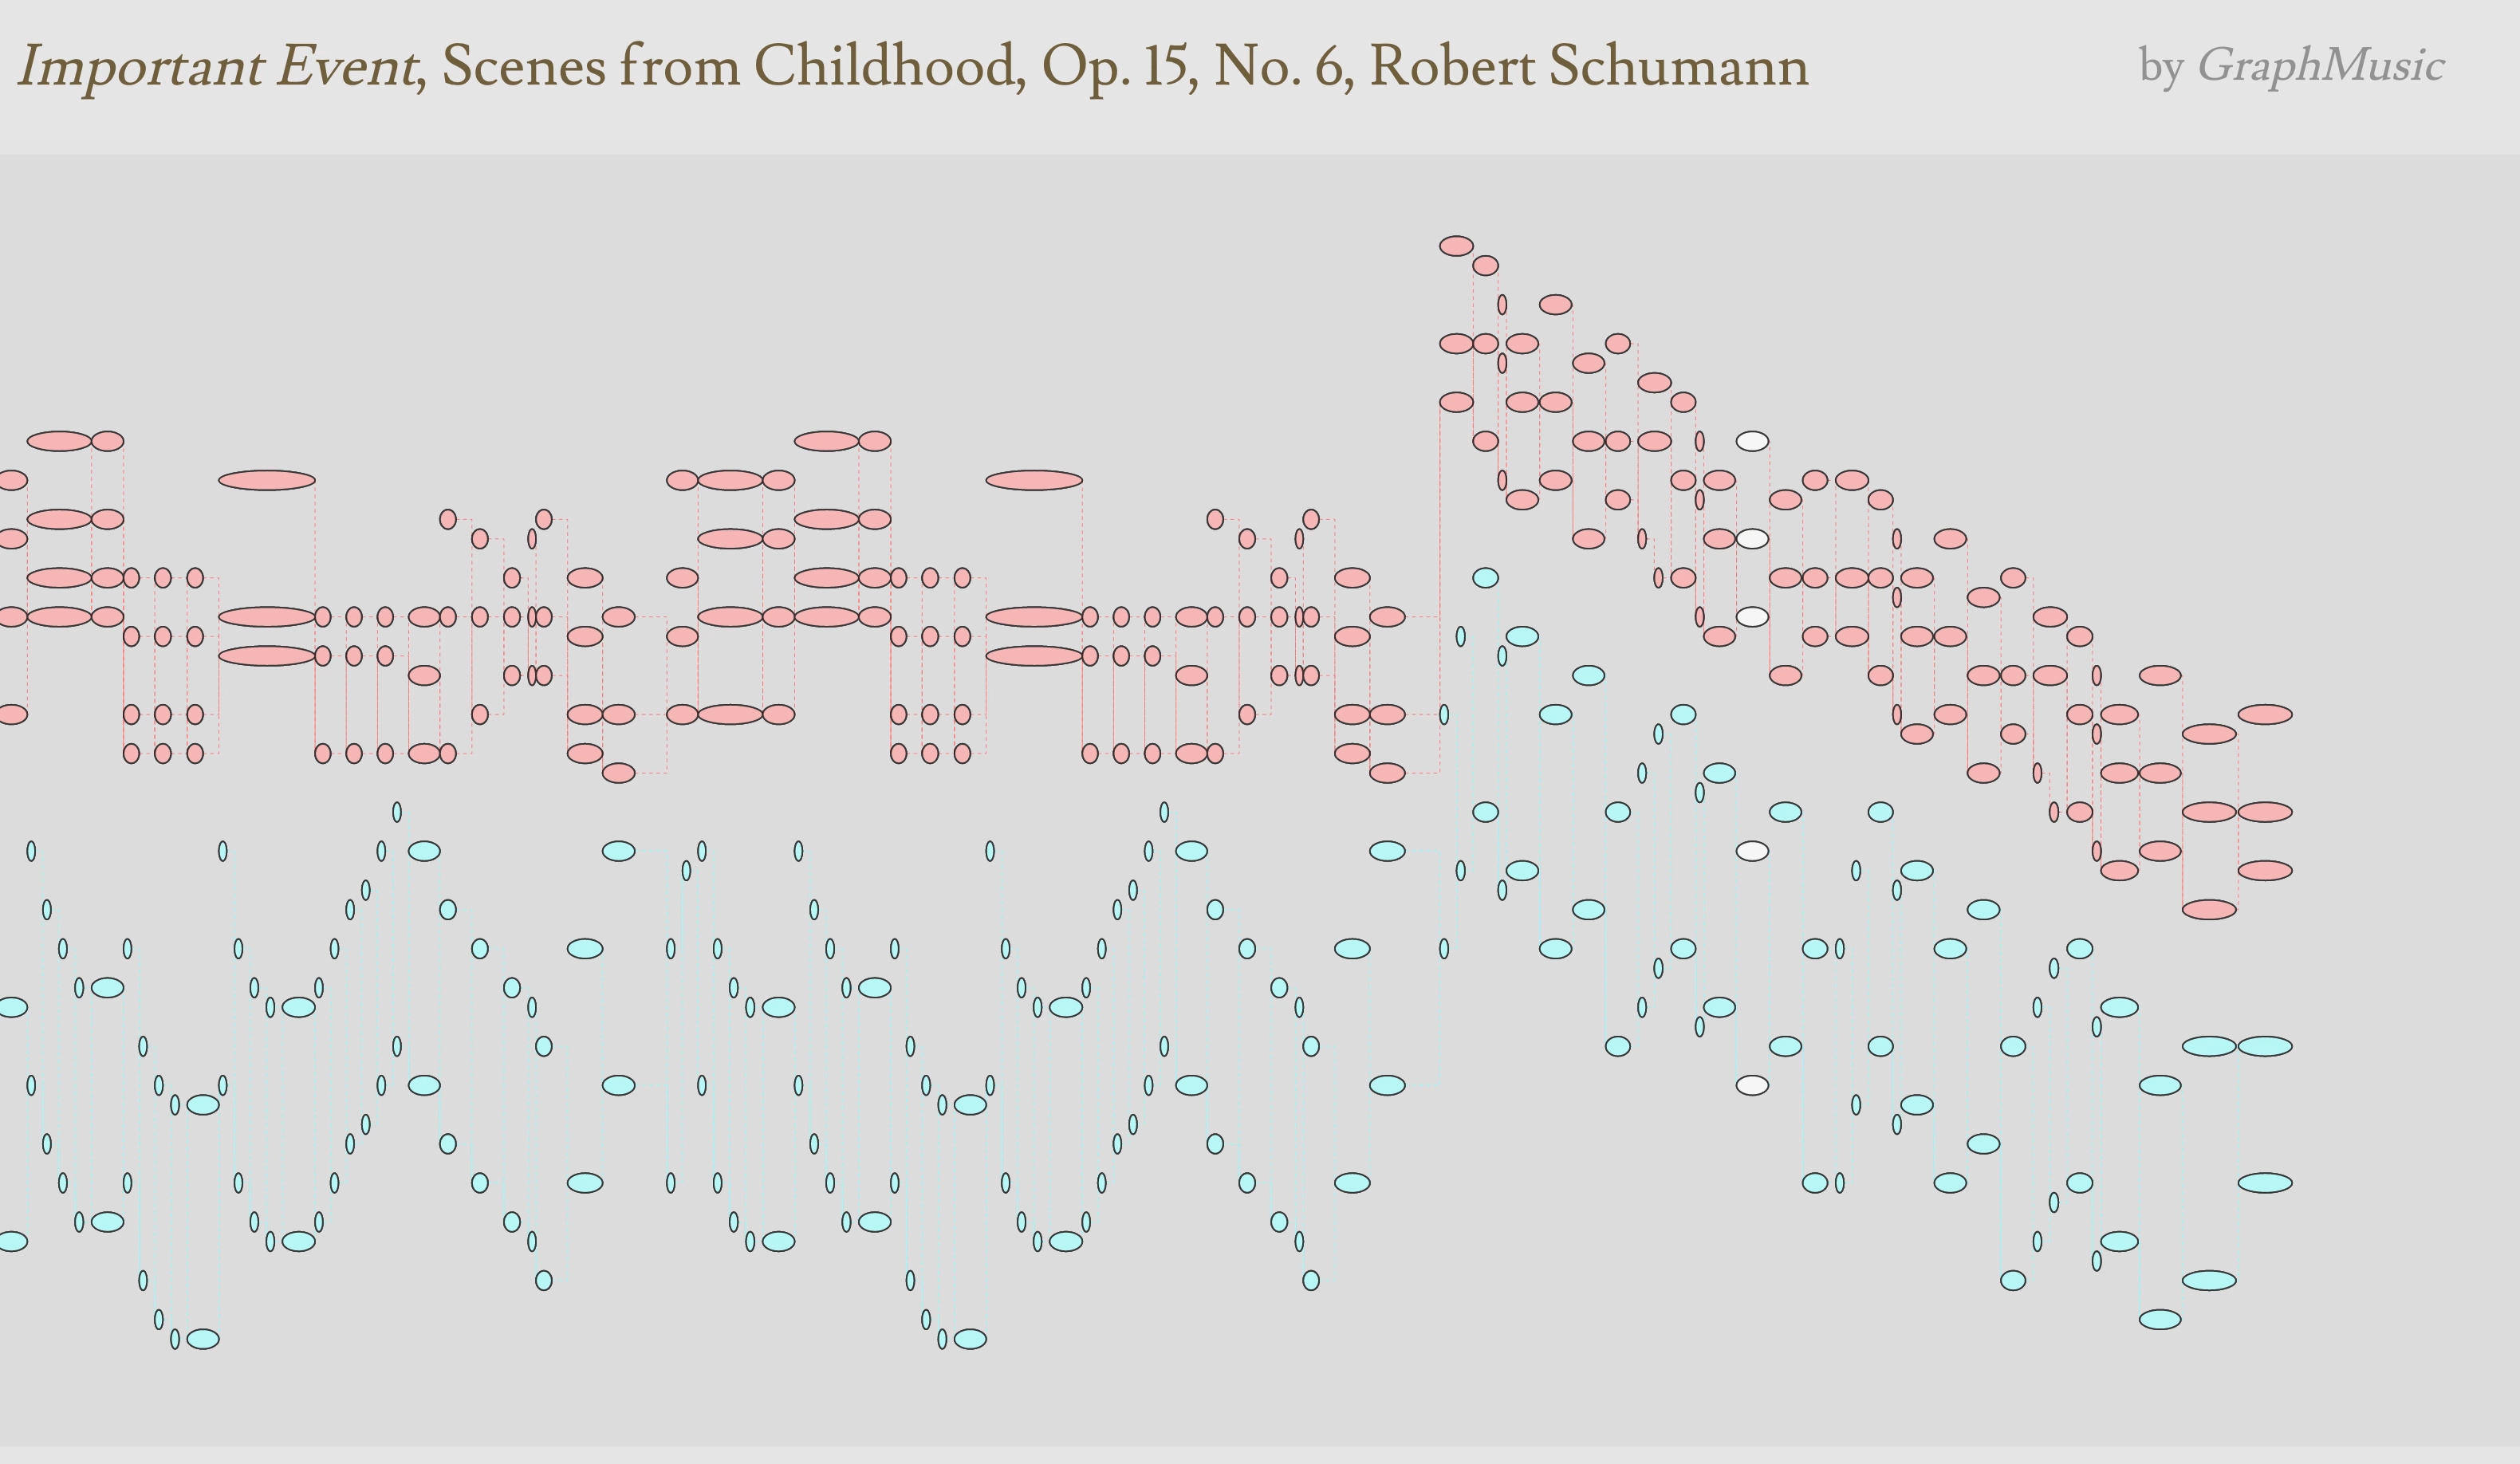 Important Event, Scenes from Childhood, Op. 15, No. 6, Robert Schumann
by GraphMusic